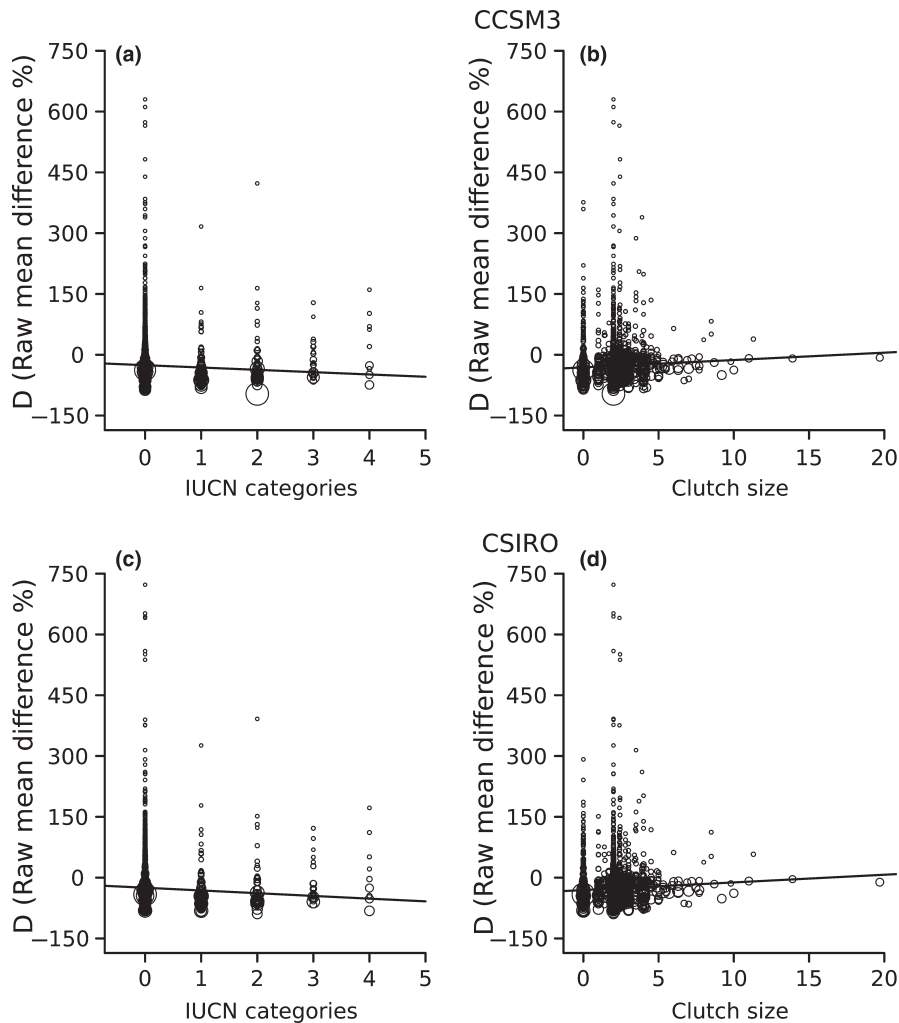 CCSM3
(a)
D (Raw mean difference %)
750
600
450
300
150
0
−150
0 1 2 3 4 5
IUCN categories
(b)
D (Raw mean difference %)
750
600
450
300
150
0
−150
0 5 10 15 20
Clutch size
CSIRO
(c)
D (Raw mean difference %)
750
600
450
300
150
0
−150
0 1 2 3 4 5
IUCN categories
(d)
D (Raw mean difference %)
750
600
450
300
150
0
−150
0 5 10 15 20
Clutch size